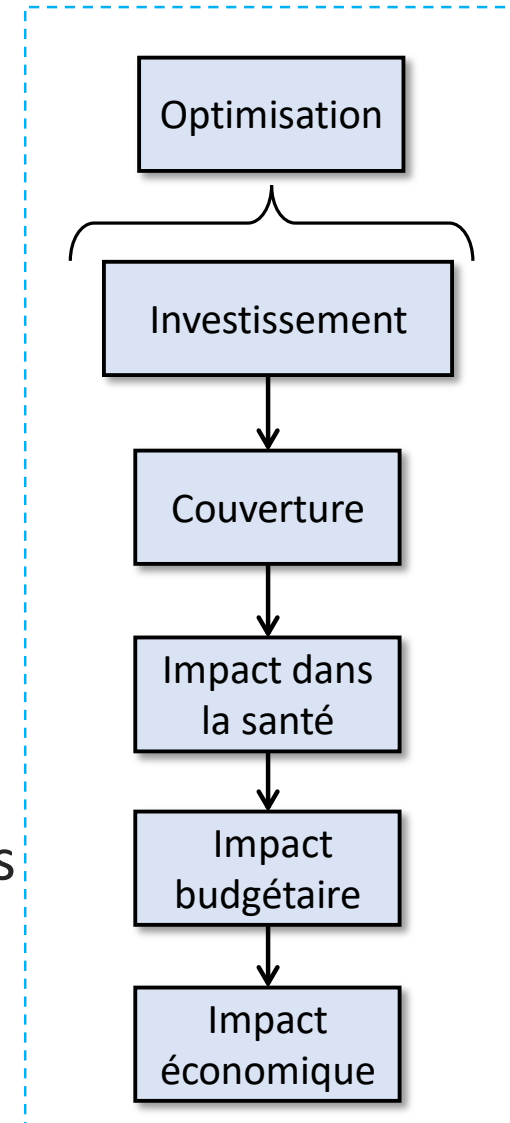 Optimisation
Investissement
Couverture
Impact dans
la santé
s
Impact
budgétaire
Impact
économique